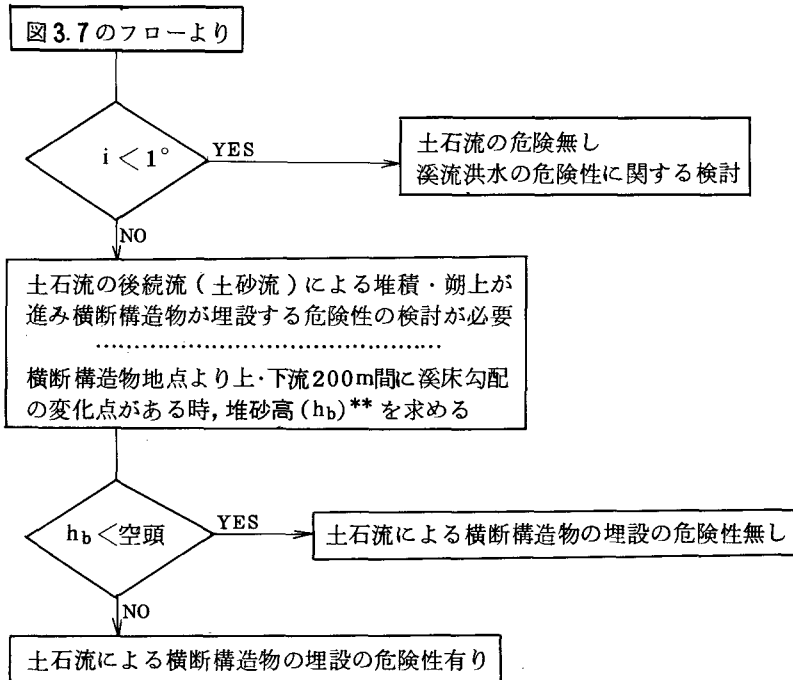 図3.7のフローより
i<1°
YES
土石流の危険無し
溪流洪水の危険性に関する検討
NO
土石流の後続流(土砂流)による堆積・朔上が
進み横断構造物が埋設する危険性の検討が必要
横断構造物地点より上・下流200m間に溪床勾配
の変化点がある時,堆砂高(hb)**を求める
hb<空頭
YES
土石流による横断構造物の埋設の危険性無し
NO
土石流による横断構造物の埋設の危険性有り